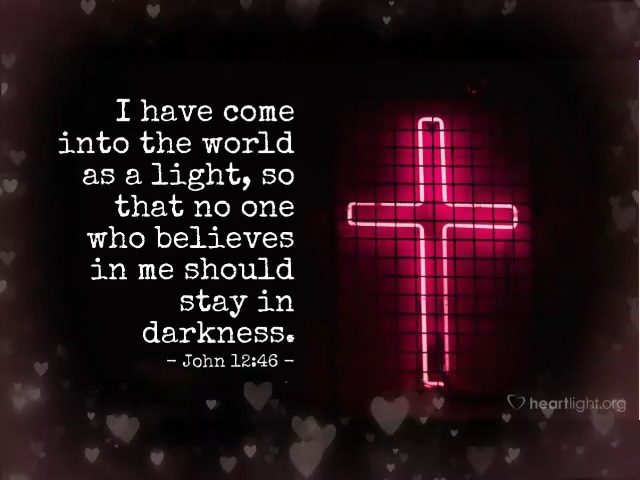 I have come
into the world
as a light, so
that no one
who believes
in me should
stay in
darkness.
– John 12:46 –
heartlight.org